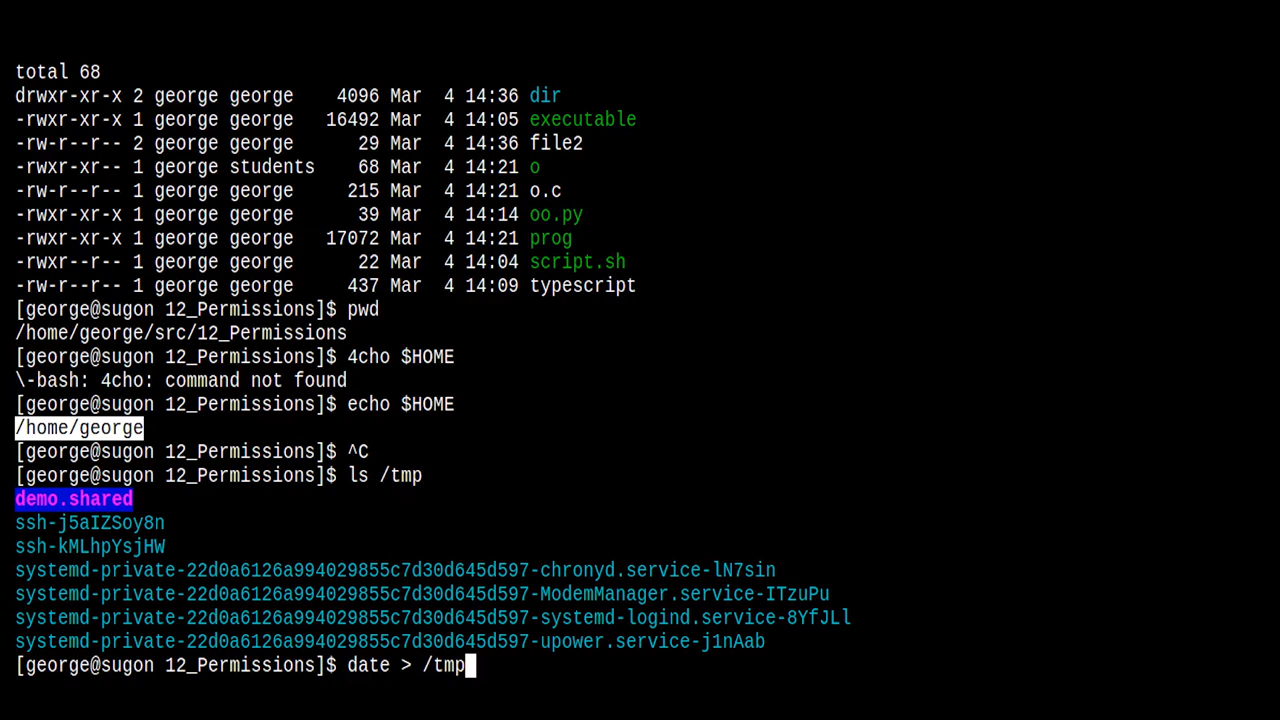 total 68
drwxr-xr-x 2 george george    4096 Mar  4 14:36 dir
-rwxr-xr-x 1 george george   16492 Mar  4 14:05 executable
-rw-r--r-- 2 george george      29 Mar  4 14:36 file2
-rwxr-xr-- 1 george students    68 Mar  4 14:21 o
-rw-r--r-- 1 george george     215 Mar  4 14:21 o.c
-rwxr-xr-x 1 george george      39 Mar  4 14:14 oo.py
-rwxr-xr-x 1 george george   17072 Mar  4 14:21 prog
-rwxr--r-- 1 george george      22 Mar  4 14:04 script.sh
-rw-r--r-- 1 george george     437 Mar  4 14:09 typescript
[george@sugon 12_Permissions]$ pwd
/home/george/src/12_Permissions
[george@sugon 12_Permissions]$ 4cho $HOME
\-bash: 4cho: command not found
[george@sugon 12_Permissions]$ echo $HOME
/home/george
[george@sugon 12_Permissions]$ ^C
[george@sugon 12_Permissions]$ ls /tmp
demo.shared
ssh-j5aIZSoy8n
ssh-kMLhpYsjHW
systemd-private-22d0a6126a994029855c7d30d645d597-chronyd.service-lN7sin
systemd-private-22d0a6126a994029855c7d30d645d597-ModemManager.service-ITzuPu
systemd-private-22d0a6126a994029855c7d30d645d597-systemd-logind.service-8YfJLl
systemd-private-22d0a6126a994029855c7d30d645d597-upower.service-j1nAab
[george@sugon 12_Permissions]$ date > /tmp